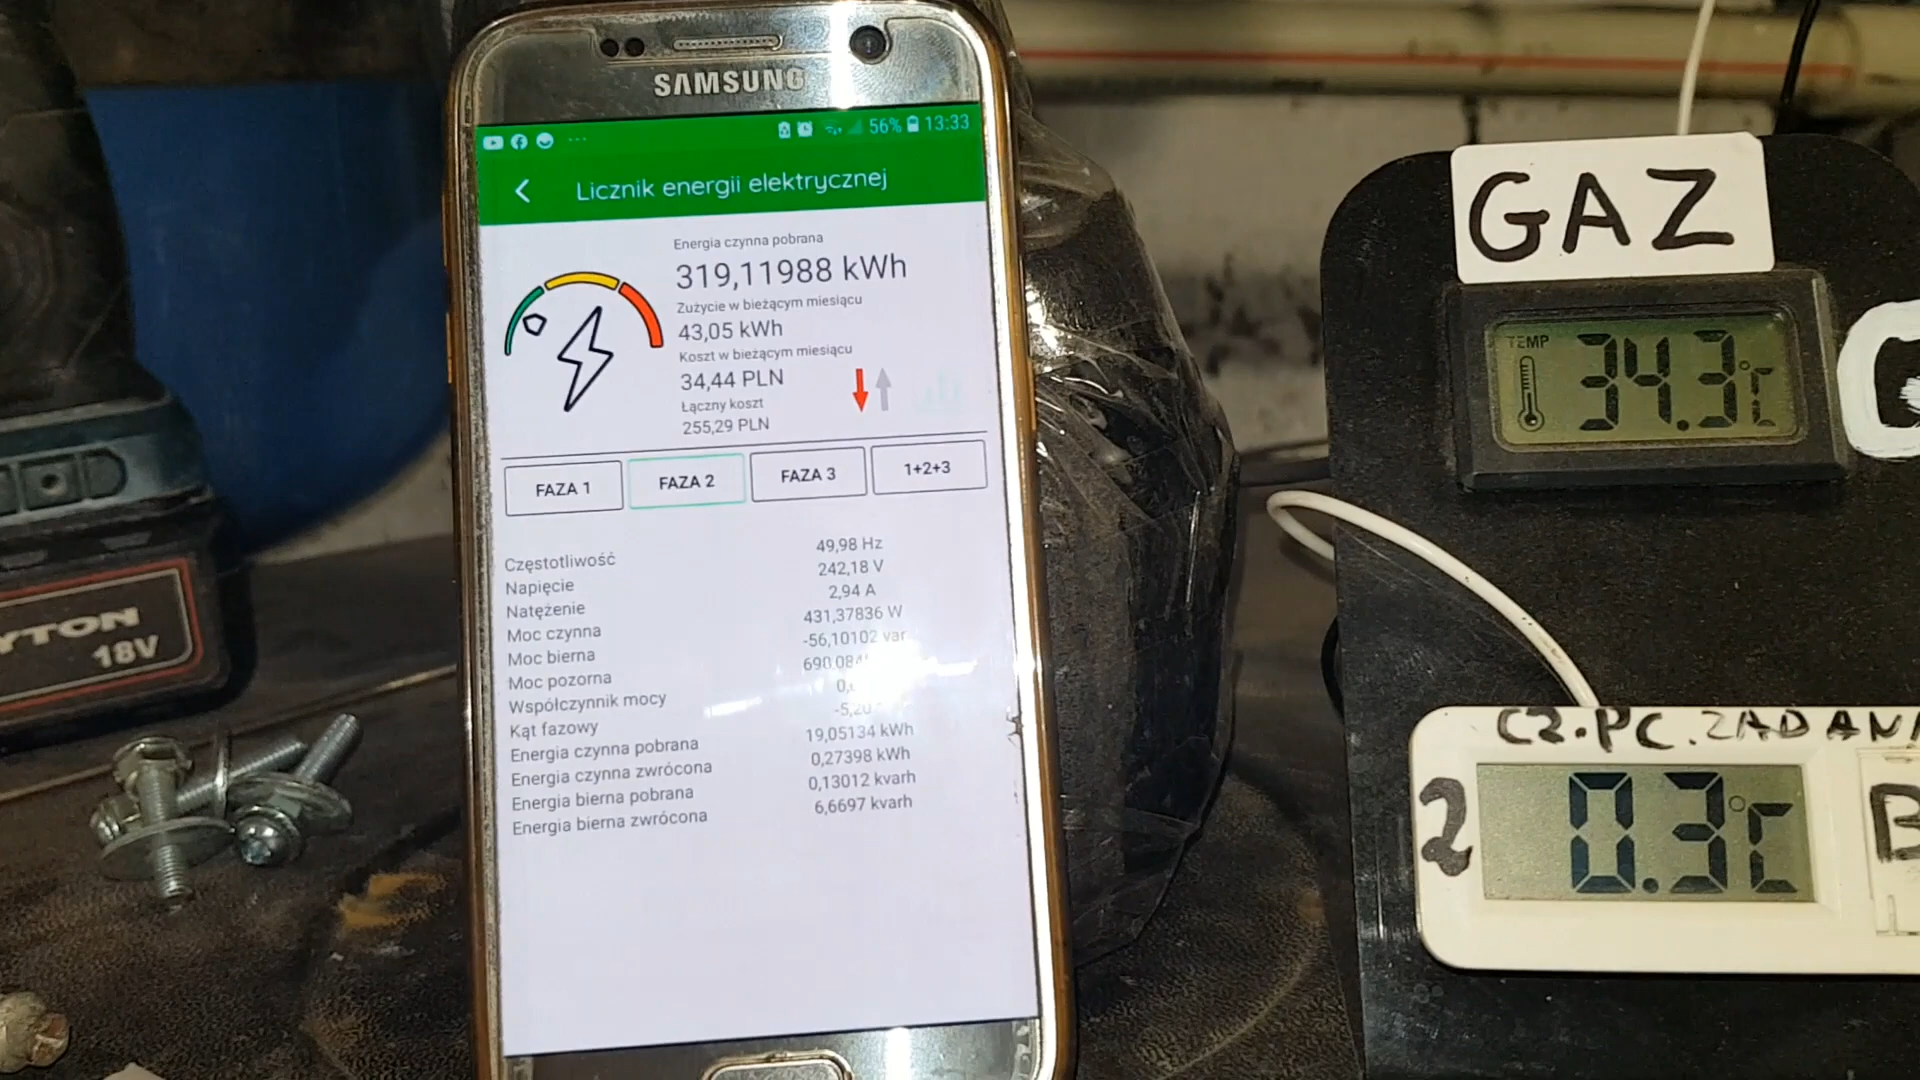 SAMSUNG
56% 13:33
Licznik energii elektrycznej
Energia czynna pobrana
319,11988 kWh
Zużycie w bieżącym miesiącu
43,05 kWh
Koszt w bieżącym miesiącu
34,44 PLN
Łączny koszt
255,29 PLN
FAZA 1 FAZA 2 FAZA 3 1+2+3
Częstotliwość 49,98 Hz
Napięcie 242,18 V
Natężenie 2,94 A
Moc czynna 431,37836 W
Moc bierna -56,10102 var
Moc pozorna
Współczynnik mocy
Kąt fazowy
Energia czynna pobrana 19,05134 kWh
Energia czynna zwrócona 0,27398 kWh
Energia bierna pobrana 0,13012 kvarh
Energia bierna zwrócona 6,6697 kvarh
YTON
18V
GAZ
TEMP 34.3°C
CZ.PC.ZADANA
2
0.3°C